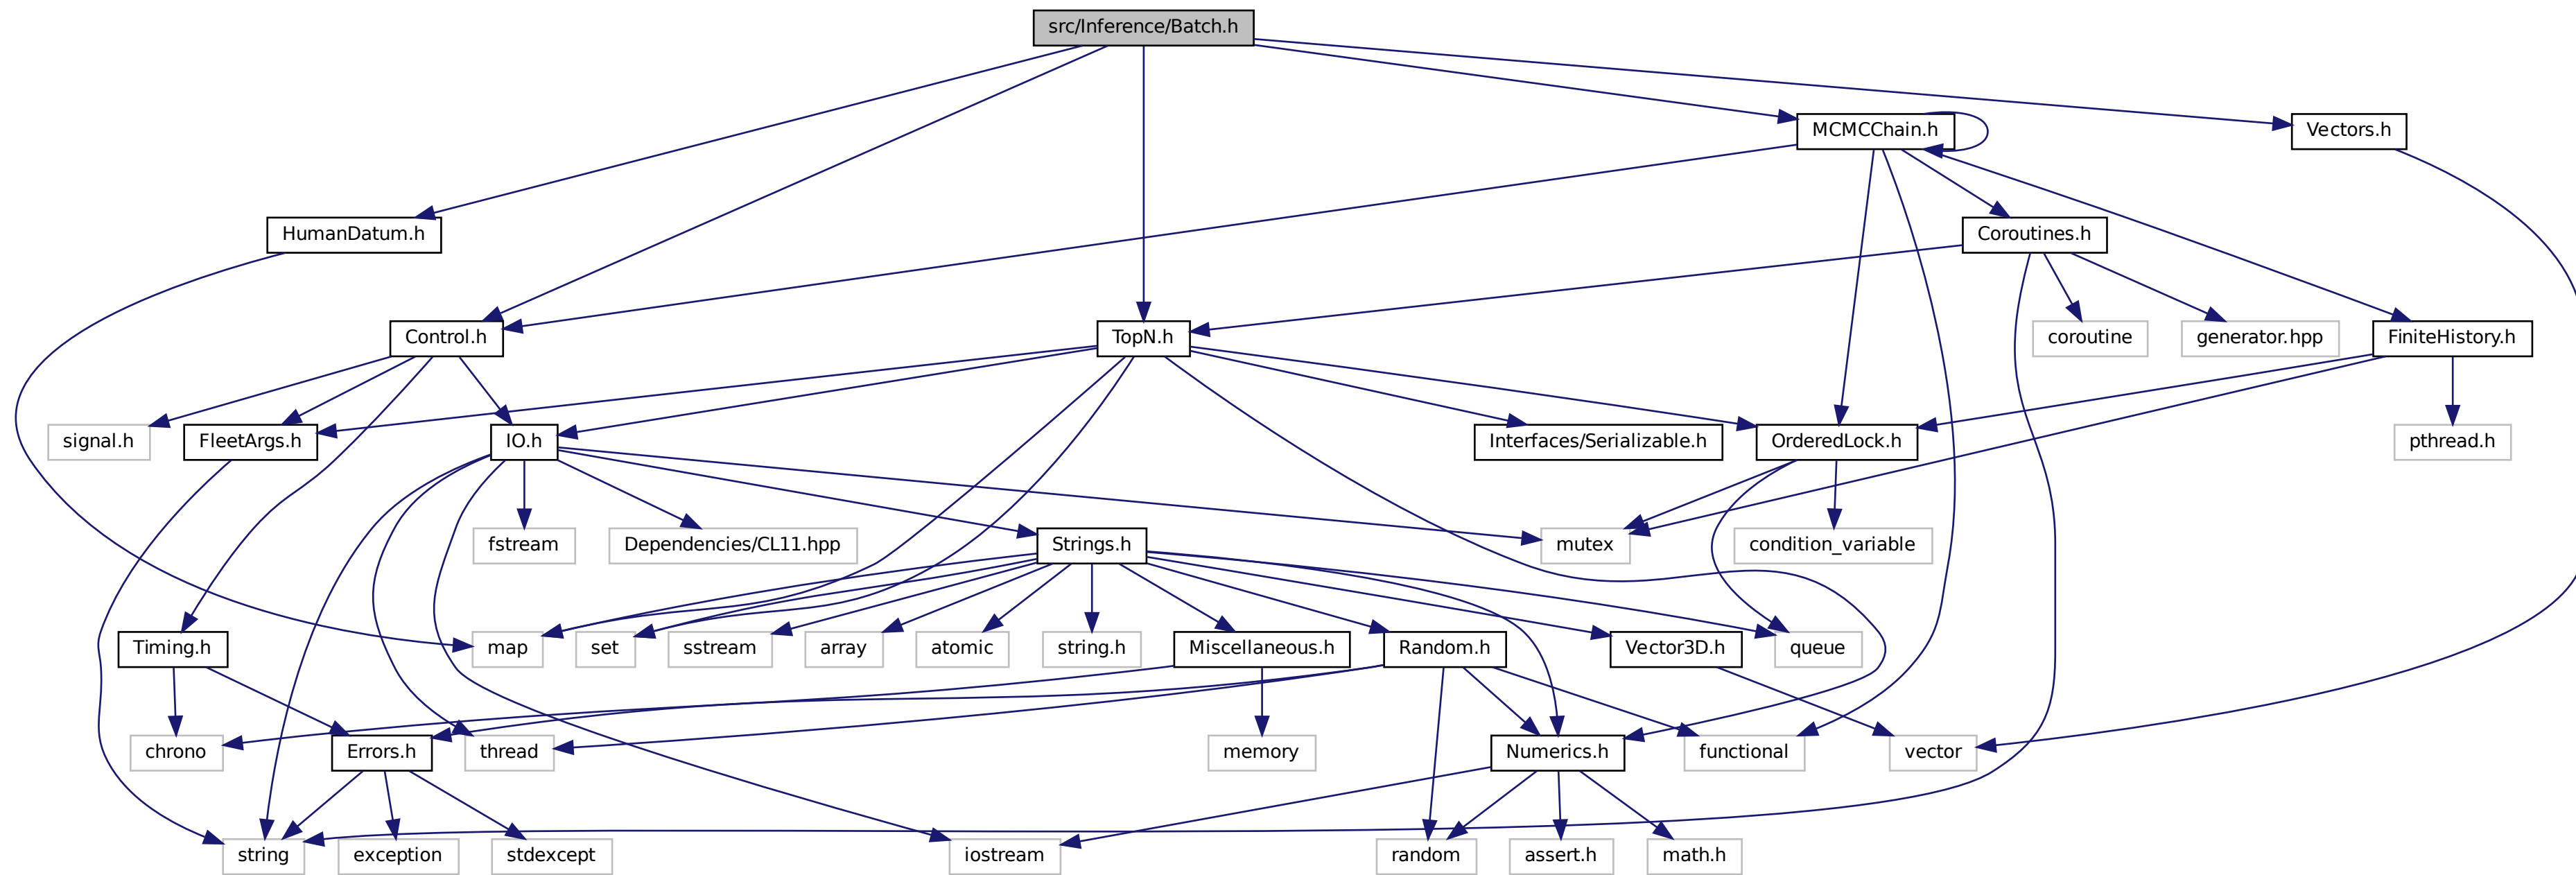 src/Inference/Batch.h
MCMCChain.h
Vectors.h
HumanDatum.h
Coroutines.h
Control.h
TopN.h
coroutine
generator.hpp
FiniteHistory.h
signal.h
FleetArgs.h
IO.h
Interfaces/Serializable.h
OrderedLock.h
pthread.h
fstream
Dependencies/CL11.hpp
Strings.h
mutex
condition_variable
Timing.h
map
set
sstream
array
atomic
string.h
Miscellaneous.h
Random.h
Vector3D.h
queue
chrono
Errors.h
thread
memory
Numerics.h
functional
vector
string
exception
stdexcept
iostream
random
assert.h
math.h